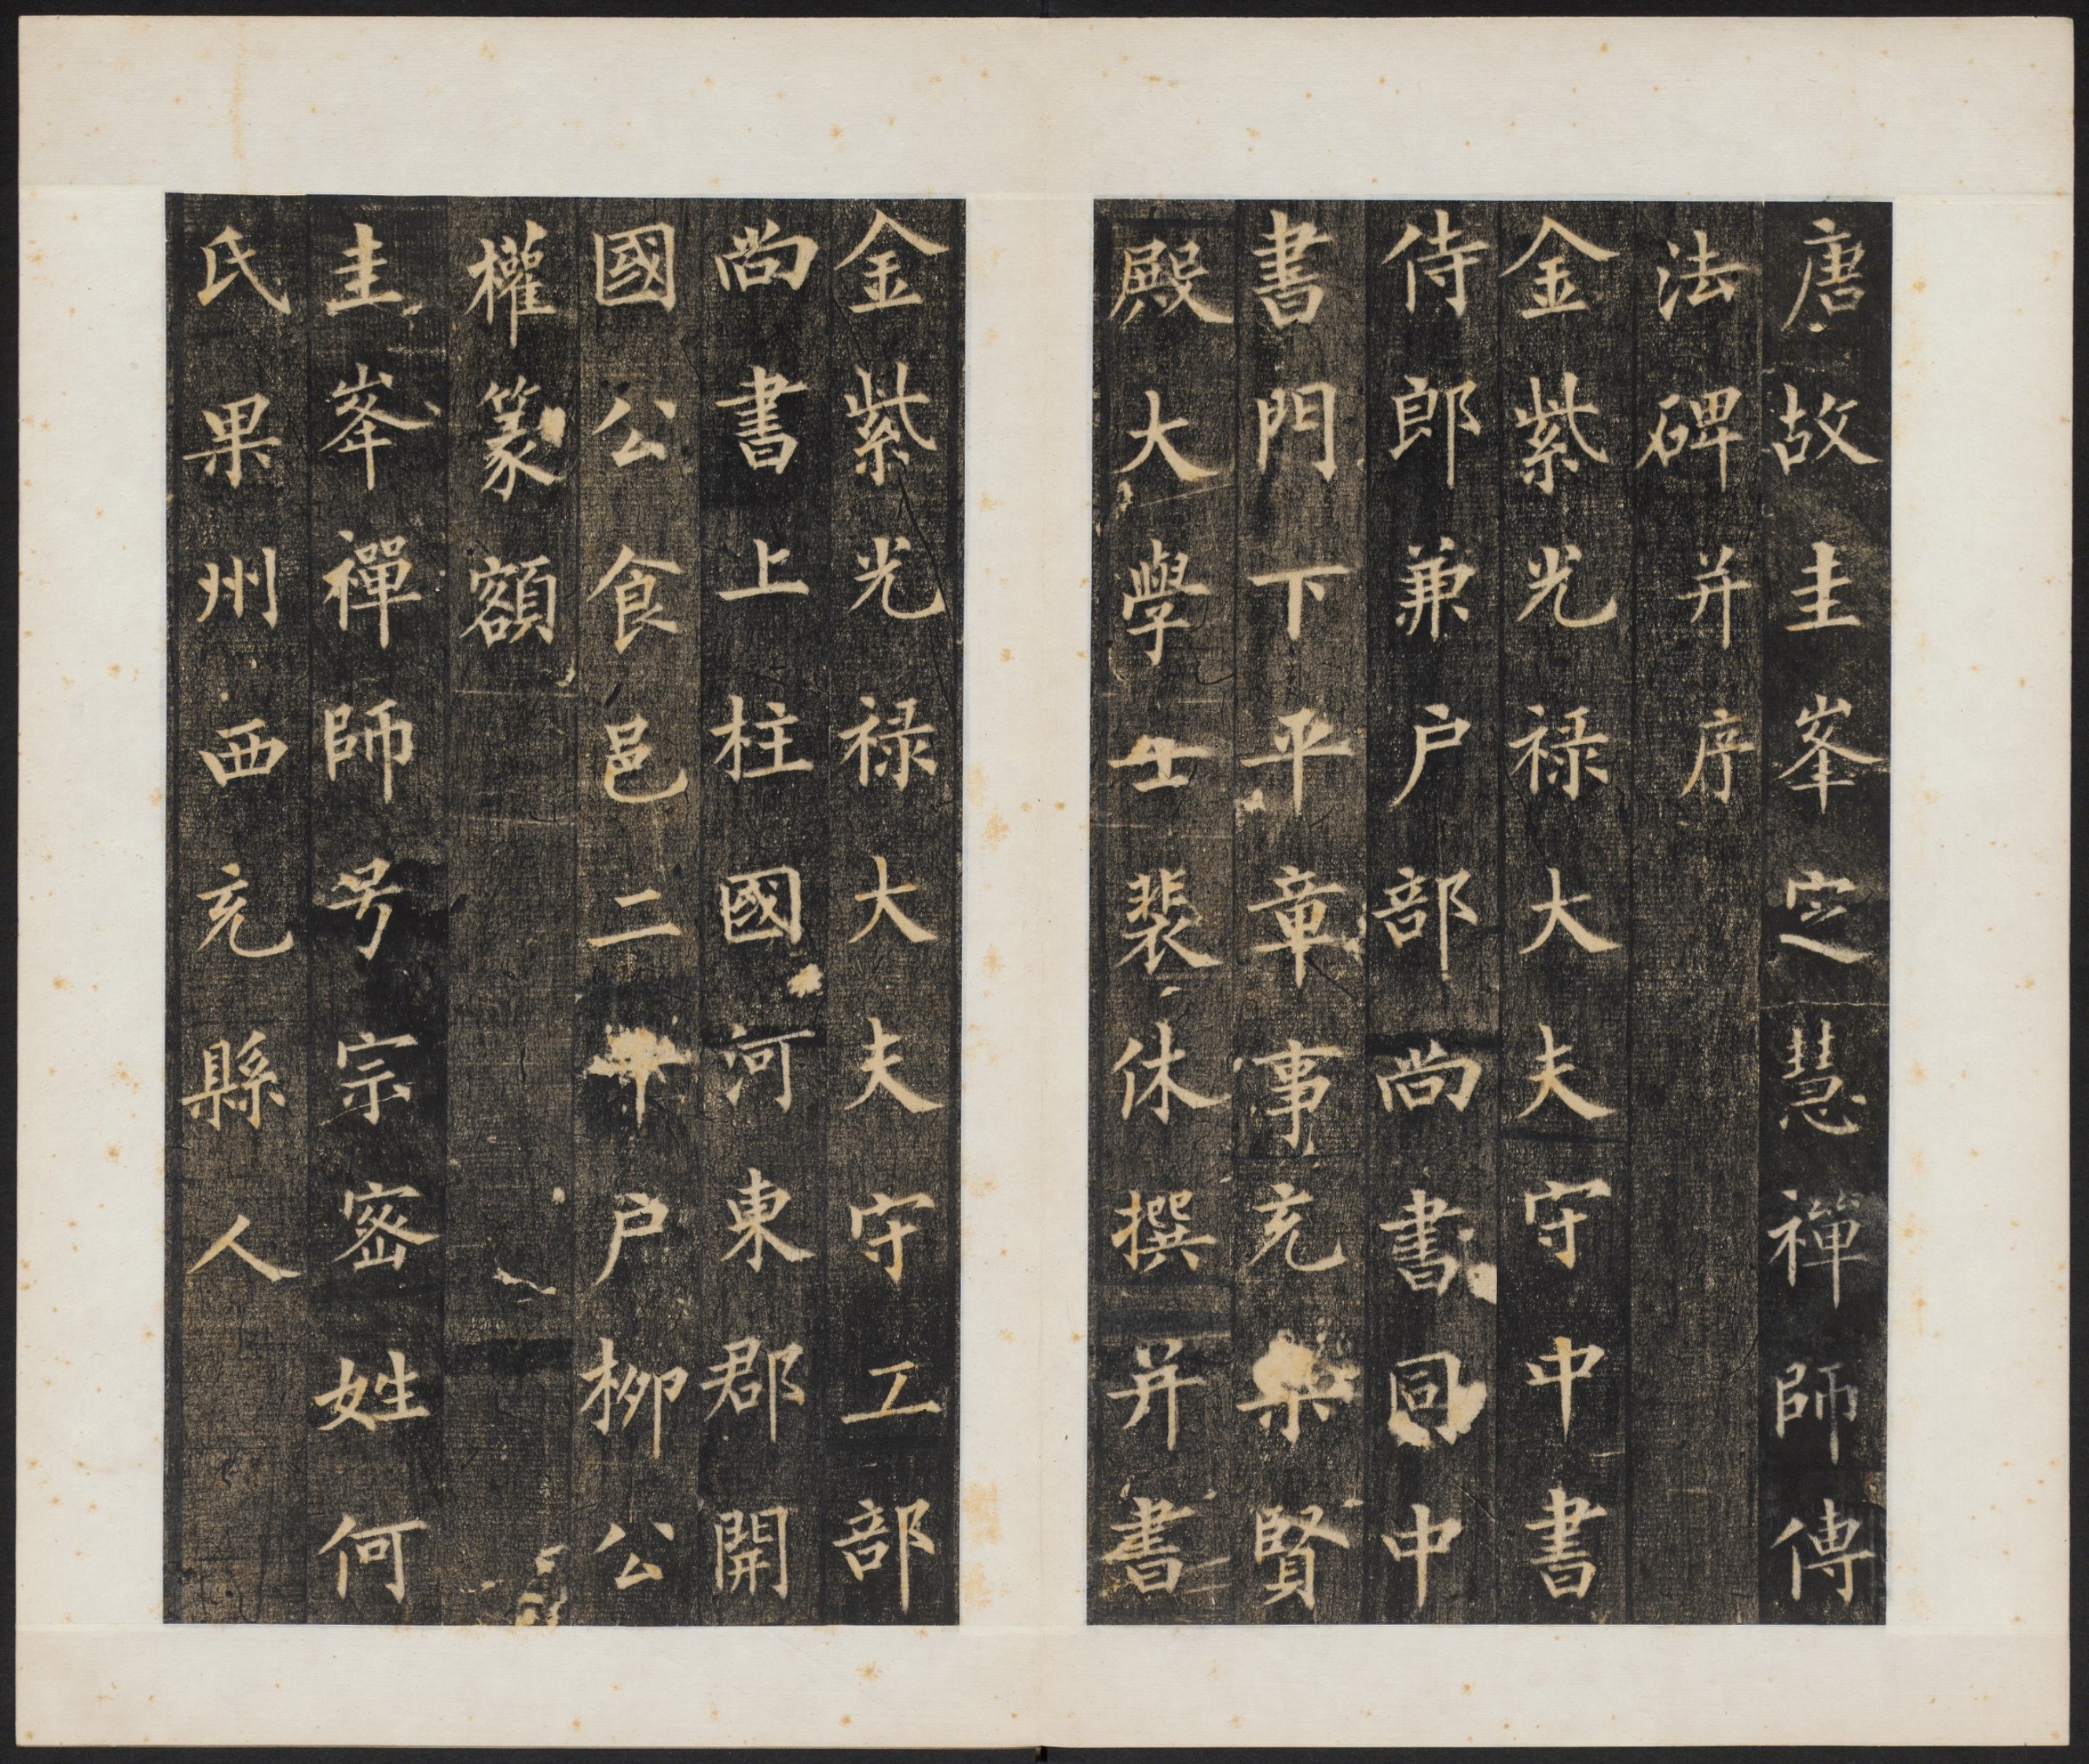 唐故圭峯定慧禪師傳
法碑并序
金紫光禄大夫守中書
侍郎兼户部尚書同中
書門下平章事充集賢
殿大學士裴休撰并書
金紫光禄大夫守工部
尚書上柱國河東郡開
國公食邑二千户柳公
權篆額
圭峯禪師号宗密姓何
氏果州西充縣人